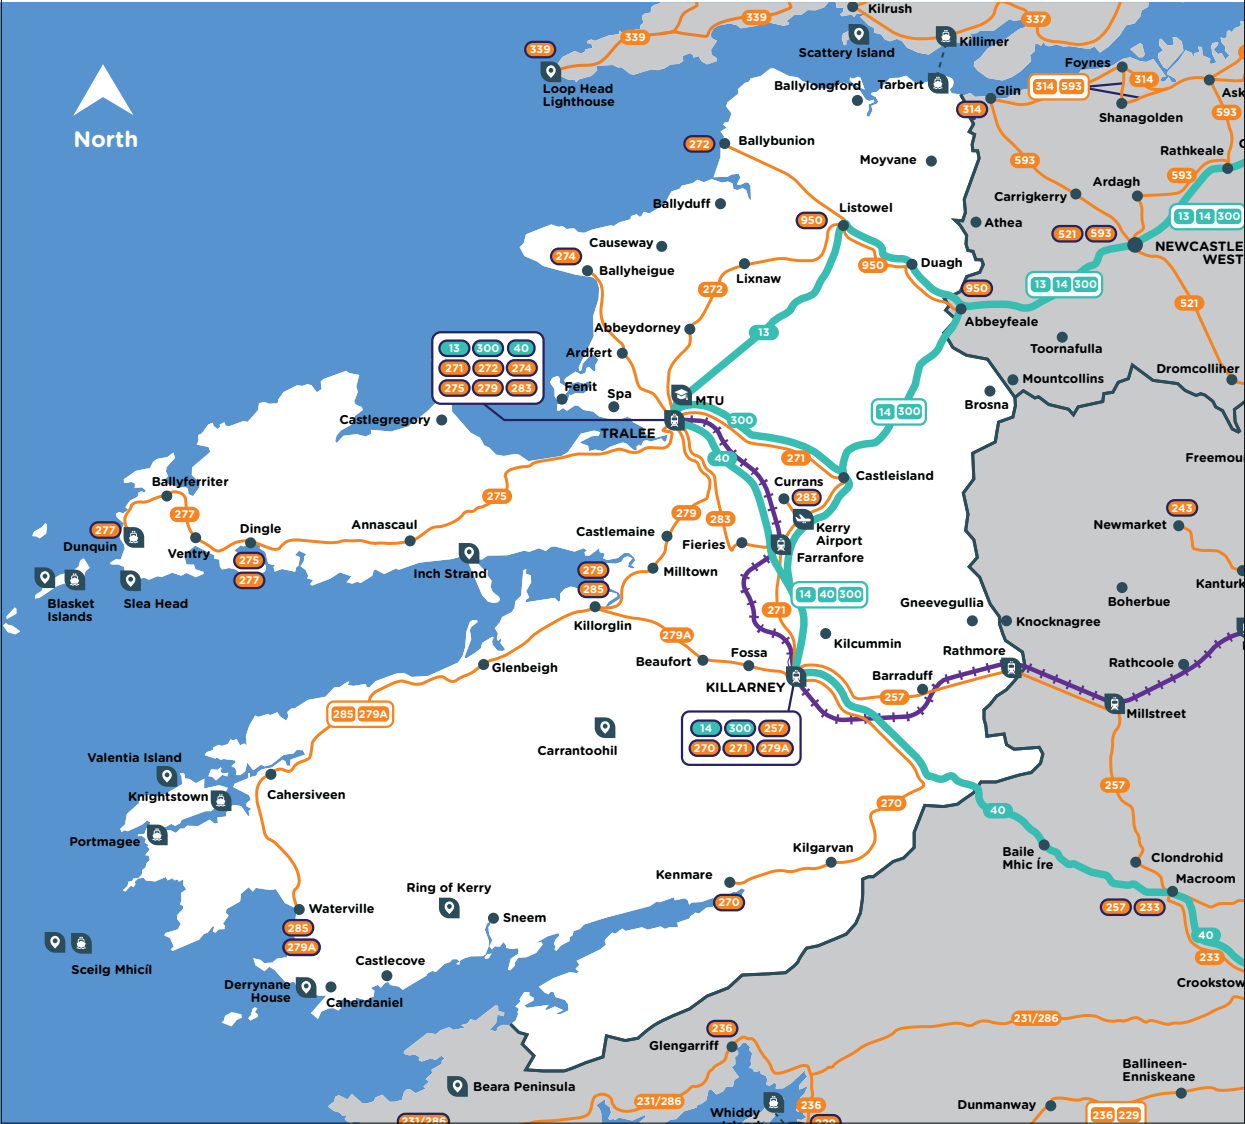 339
Kilrush
337
339
339
Scattery Island
Killimer
Foynes
Loop Head
Lighthouse
Ballylongford
Tarbert
Glin
314 593
314
Ask
314
North
Shanagolden
593
272
Ballybunion
Moyvane
593
Rathkeale
593
Ardagh
Carrigkerry
Ballyduff
Listowel
950
Athea
13 14 300
521 593
NEWCASTLE
WEST
Causeway
274
Ballyheigue
Lixnaw
950
Duagh
272
950
13 14 300
521
Abbeydorney
13
Abbeyfeale
Toornafulla
13 300 40
271 272 274
275 279 283
Ardfert
Dromcolliher
Fenit
Spa
MTU
Mountcollins
Brosna
Castlegregory
TRALEE
300
14 300
40
271
Freemou
Castleisland
Ballyferriter
Currans
283
275
277
243
277
Dunquin
Ventry
Dingle
Annascaul
279
283
Castlemaine
Kerry
Airport
Newmarket
Fieries
Farranfore
275
277
Inch Strand
279
285
Milltown
Kanturk
Blasket
Islands
Slea Head
14 40 300
Boherbue
Gneevegullia
271
Killorglin
279A
Kilcummin
Knocknagree
Fossa
Beaufort
Rathmore
Glenbeigh
Barraduff
Rathcoole
KILLARNEY
257
285 279A
14 300 257
270 271 279A
Millstreet
Carrantoohil
Valentia Island
Knightstown
Cahersiveen
257
270
40
Portmagee
Kilgarvan
Baile
Mhic Íre
Clondrohid
Kenmare
Macroom
Ring of Kerry
270
257 233
Waterville
Sneem
285
279A
40
Sceilg Mhicíl
233
Castlecove
Derrynane
House
Caherdaniel
Crookstow
236
231/286
Glengarriff
Ballineen-
Enniskeane
Beara Peninsula
231/286
236
Dunmanway
Whiddy
236 229
231/286